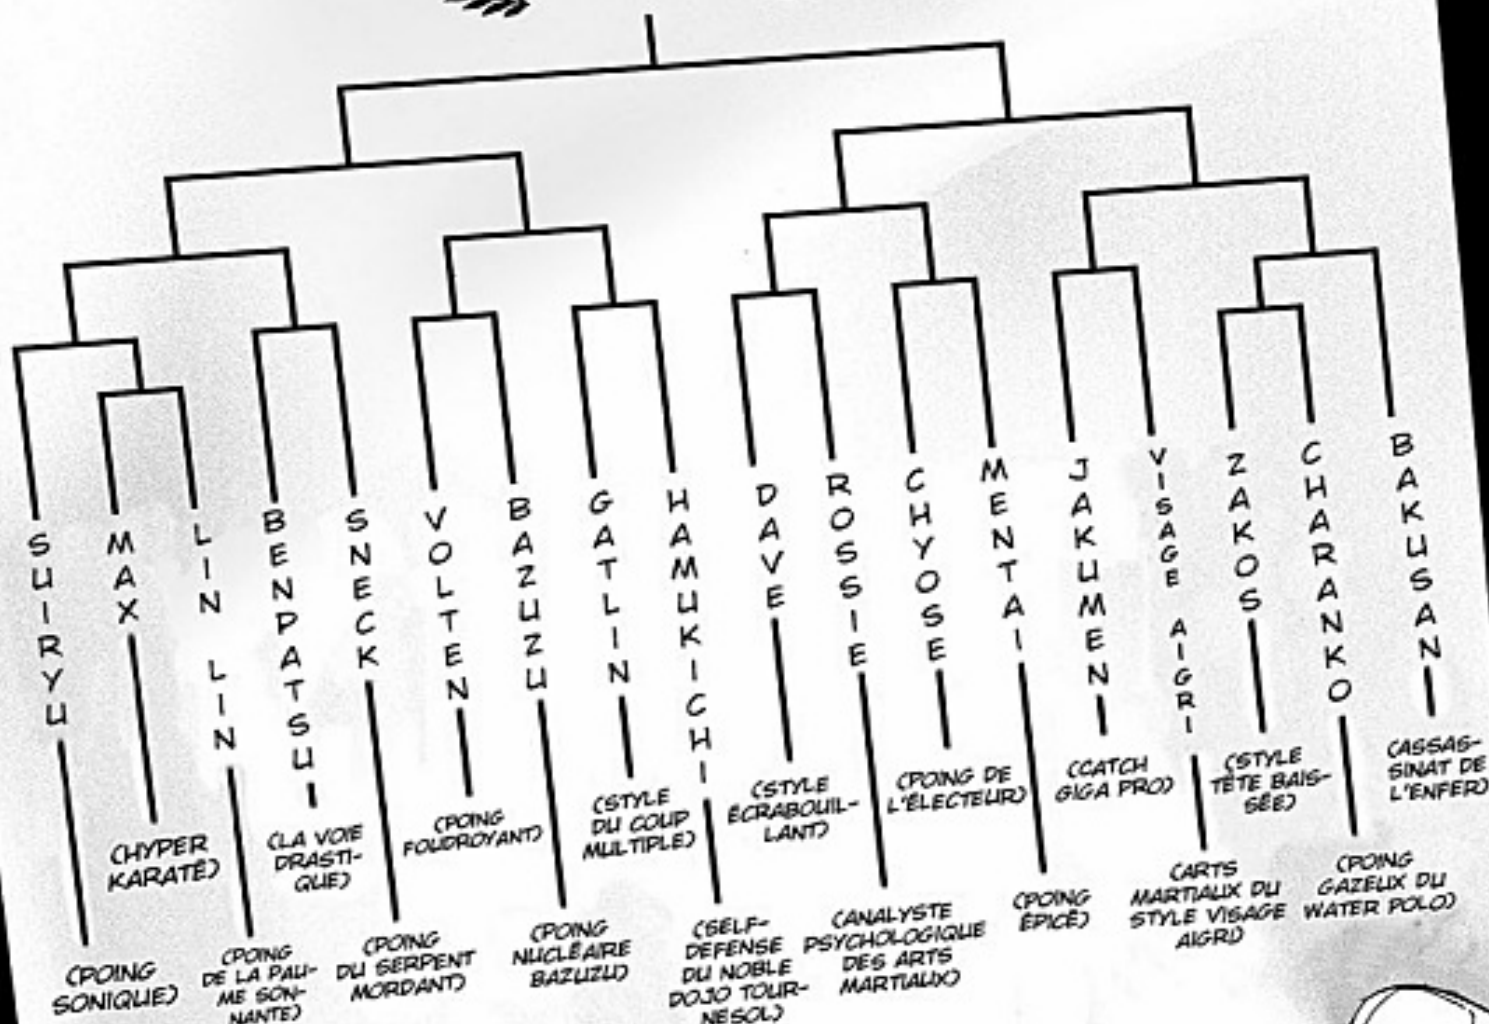 SUIRYU
(POING
SONIQUE)
MAX
(HYPER
KARATÉ)
LIN LIN
(POING
DE LA PAU-
ME SON-
NANTE)
BENPATSU
(LA VOIE
DRASTI-
QUE)
SNECK
(POING
DU SERPENT
MORDANT)
VOLTEN
(POING
FOUDROYANT)
BAZUZU
(POING
NUCLÉAIRE
BAZUZU)
GATLIN
(STYLE
DU COUP
MULTIPLE)
HAMUKICHI
(SELF-
DEFENSE
DU NOBLE
DOJO TOUR-
NESOL)
DAVE
(STYLE
ÉCRABOUIL-
LANT)
ROSSIE
(ANALYSTE
PSYCHOLOGIQUE
DES ARTS
MARTIAUX)
CHYOSE
(POING DE
L'ÉLECTEUR)
MENTAI
(POING
ÉPICÉ)
JAKUMEN
(CATCH
GIGA PRO)
VISAGE AIGRI
(ARTS
MARTIAUX DU
STYLE VISAGE
AIGRI)
ZAKOS
(STYLE
TÊTE BAIS-
SÉE)
CHARANKO
(POING
GAZEUX DU
WATER POLO)
BAKUSAN
(ASSAS-
SINAT DE
L'ENFER)